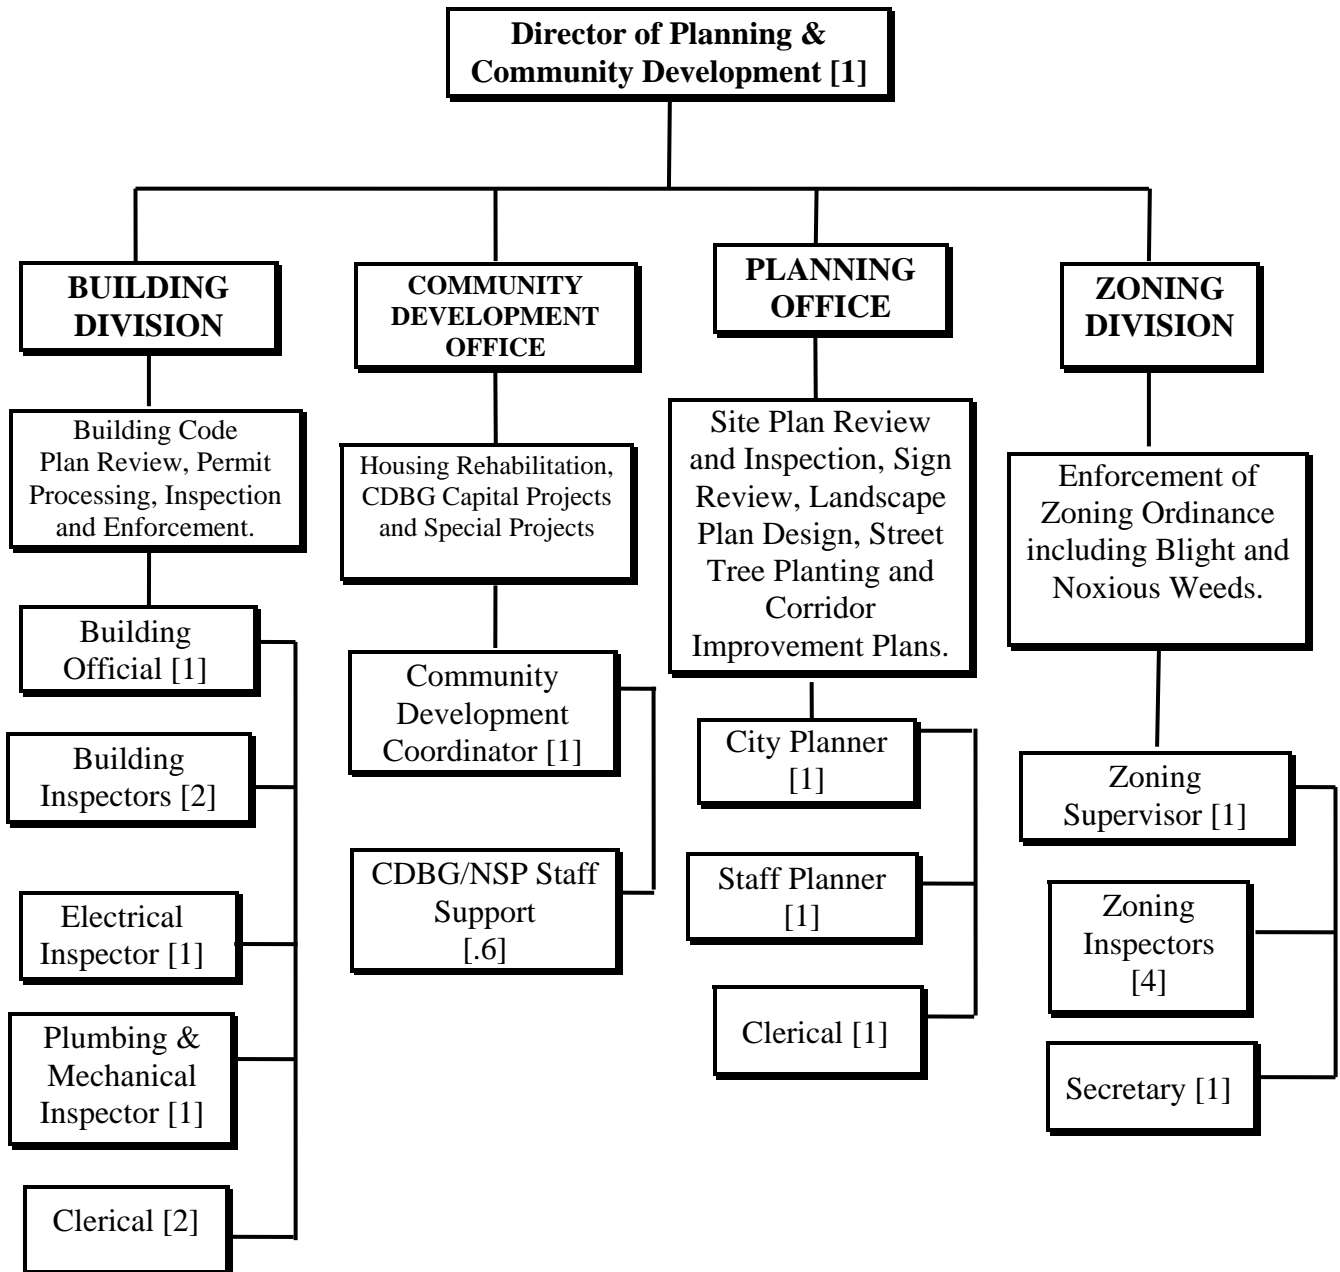 Director of Planning &
Community Development [1]
BUILDING
DIVISION
Building Code
Plan Review, Permit
Processing, Inspection
and Enforcement.
Building
Official [1]
Building
Inspectors [2]
Electrical
Inspector [1]
Plumbing &
Mechanical
Inspector [1]
Clerical [2]
COMMUNITY
DEVELOPMENT
OFFICE
Housing Rehabilitation,
CDBG Capital Projects
and Special Projects
Community
Development
Coordinator [1]
CDBG/NSP Staff
Support
[.6]
PLANNING
OFFICE
Site Plan Review
and Inspection, Sign
Review, Landscape
Plan Design, Street
Tree Planting and
Corridor
Improvement Plans.
City Planner
[1]
Staff Planner
[1]
Clerical [1]
ZONING
DIVISION
Enforcement of
Zoning Ordinance
including Blight and
Noxious Weeds.
Zoning
Supervisor [1]
Zoning
Inspectors
[4]
Secretary [1]